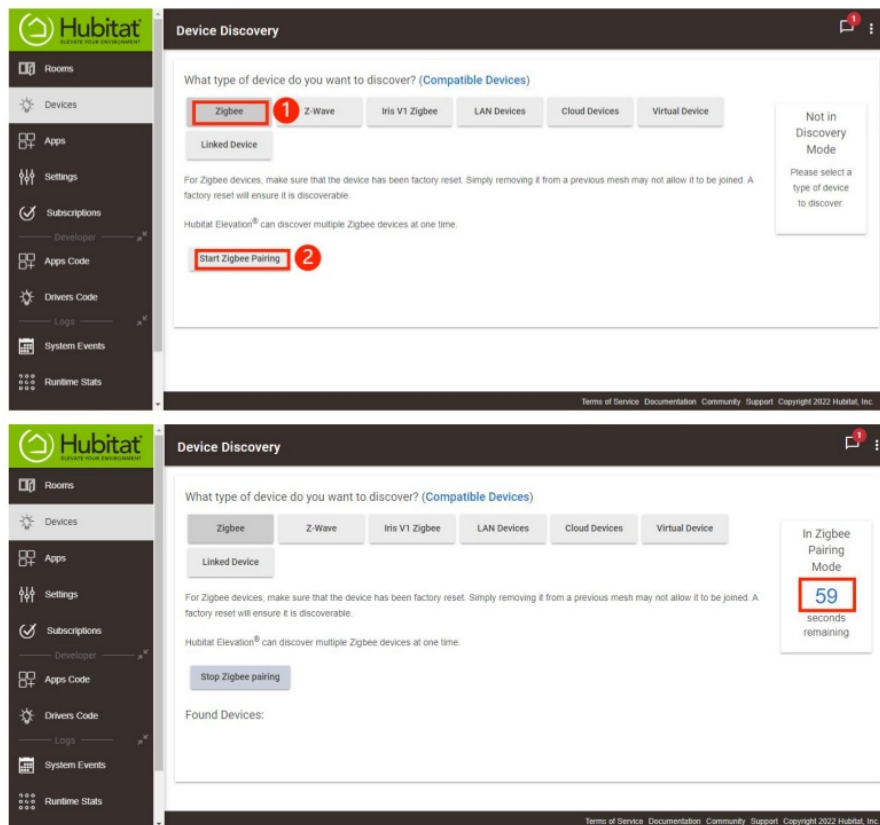 Hubitat
ELEVATE YOUR ENVIRONMENT
Device Discovery
1
Rooms
Devices
Apps
Settings
Subscriptions
Developer
Apps Code
Drivers Code
Logs
System Events
Runtime Stats
What type of device do you want to discover? (Compatible Devices)
Zigbee 1 Z-Wave Iris V1 Zigbee LAN Devices Cloud Devices Virtual Device
Linked Device
For Zigbee devices, make sure that the device has been factory reset. Simply removing it from a previous mesh may not allow it to be joined. A
factory reset will ensure it is discoverable.
Hubitat Elevation® can discover multiple Zigbee devices at one time.
Start Zigbee Pairing 2
Not in
Discovery
Mode
Please select a
type of device
to discover.
Terms of Service Documentation Community Support Copyright 2022 Hubitat, Inc.
Hubitat
ELEVATE YOUR ENVIRONMENT
Device Discovery
1
Rooms
Devices
Apps
Settings
Subscriptions
Developer
Apps Code
Drivers Code
Logs
System Events
Runtime Stats
What type of device do you want to discover? (Compatible Devices)
Zigbee Z-Wave Iris V1 Zigbee LAN Devices Cloud Devices Virtual Device
Linked Device
For Zigbee devices, make sure that the device has been factory reset. Simply removing it from a previous mesh may not allow it to be joined. A
factory reset will ensure it is discoverable.
Hubitat Elevation® can discover multiple Zigbee devices at one time.
Stop Zigbee pairing
Found Devices:
In Zigbee
Pairing
Mode
59
seconds
remaining
Terms of Service Documentation Community Support Copyright 2022 Hubitat, Inc.